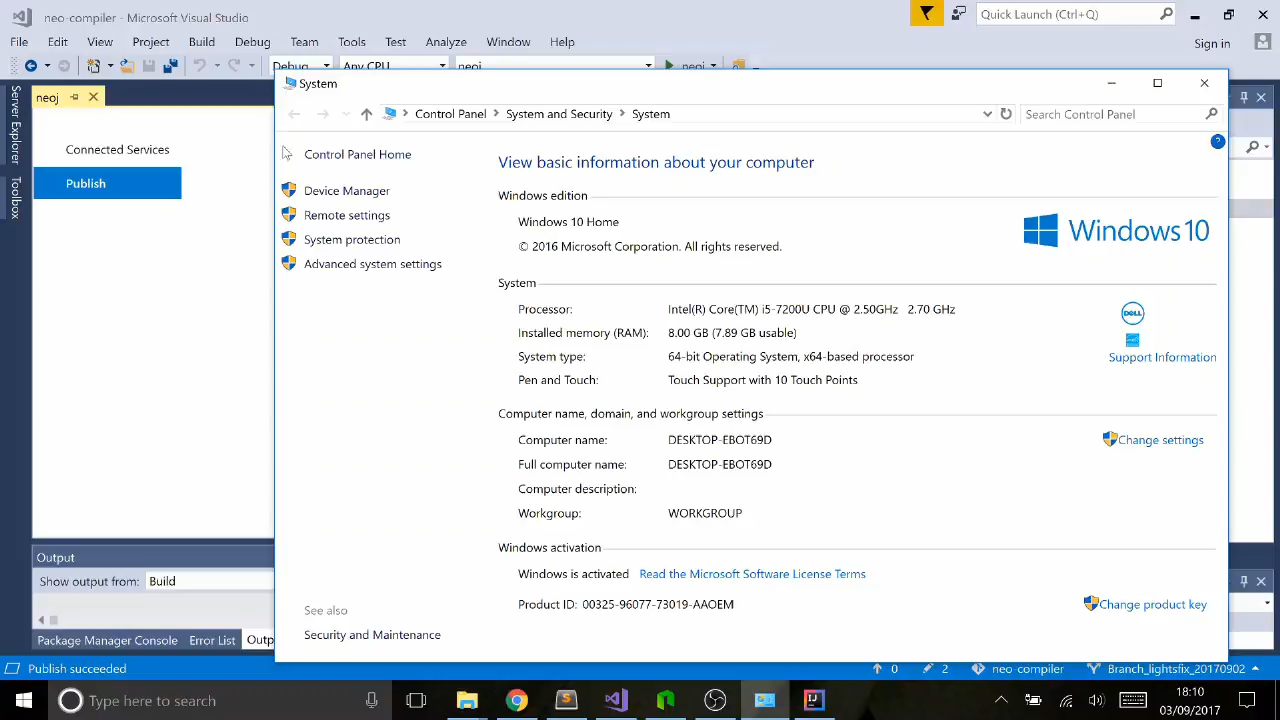 neo-compiler - Microsoft Visual Studio
Quick Launch (Ctrl+Q)
File Edit View Project Build Debug Team Tools Test Analyze Window Help
Sign in
Debug Any CPU neoj neoj
Server Explorer
Toolbox
neoj
Connected Services
Publish
System
Control Panel System and Security System
Search Control Panel
Control Panel Home
Device Manager
Remote settings
System protection
Advanced system settings
See also
Security and Maintenance
View basic information about your computer
Windows edition
Windows 10 Home
© 2016 Microsoft Corporation. All rights reserved.
Windows 10
System
Processor: Intel(R) Core(TM) i5-7200U CPU @ 2.50GHz 2.70 GHz
Installed memory (RAM): 8.00 GB (7.89 GB usable)
System type: 64-bit Operating System, x64-based processor
Pen and Touch: Touch Support with 10 Touch Points
DELL
Support Information
Computer name, domain, and workgroup settings
Computer name: DESKTOP-EBOT69D
Change settings
Full computer name: DESKTOP-EBOT69D
Computer description:
Workgroup: WORKGROUP
Windows activation
Windows is activated Read the Microsoft Software License Terms
Product ID: 00325-96077-73019-AAOEM
Change product key
Output
Show output from: Build
Package Manager Console Error List Outp
Publish succeeded
0 2 neo-compiler Branch_lightsfix_20170902
Type here to search
18:10
03/09/2017